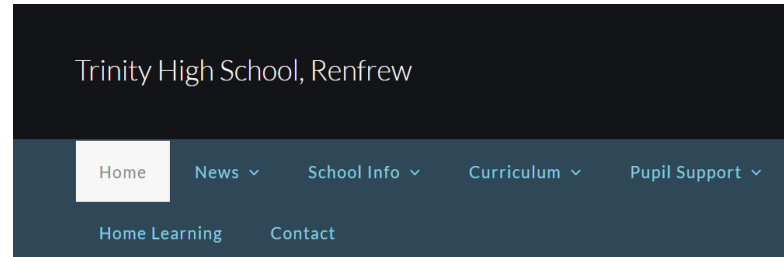 Trinity High School, Renfrew
Home News School Info Curriculum Pupil Support
Home Learning Contact